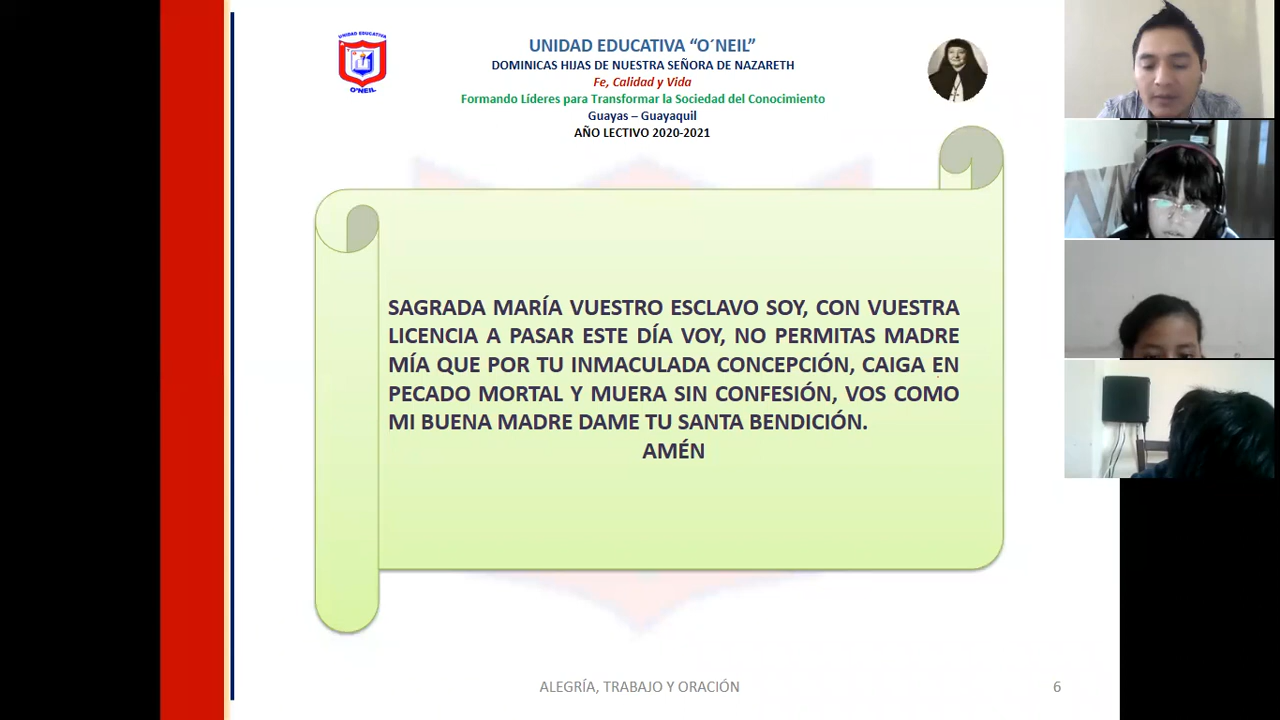 UNIDAD EDUCATIVA
O'NEIL
UNIDAD EDUCATIVA “O´NEIL”
DOMINICAS HIJAS DE NUESTRA SEÑORA DE NAZARETH
Fe, Calidad y Vida
Formando Líderes para Transformar la Sociedad del Conocimiento
Guayas – Guayaquil
AÑO LECTIVO 2020-2021
SAGRADA MARÍA VUESTRO ESCLAVO SOY, CON VUESTRA
LICENCIA A PASAR ESTE DÍA VOY, NO PERMITAS MADRE
MÍA QUE POR TU INMACULADA CONCEPCIÓN, CAIGA EN
PECADO MORTAL Y MUERA SIN CONFESIÓN, VOS COMO
MI BUENA MADRE DAME TU SANTA BENDICIÓN.
AMÉN
ALEGRÍA, TRABAJO Y ORACIÓN
6